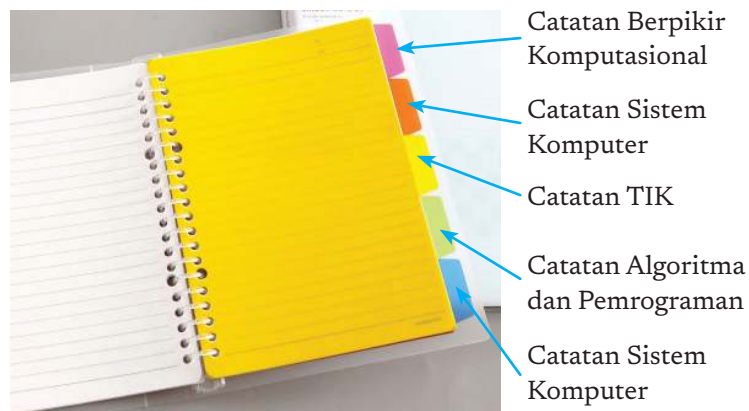 Catatan Berpikir
Komputasional
Catatan Sistem
Komputer
Catatan TIK
Catatan Algoritma
dan Pemrograman
Catatan Sistem
Komputer